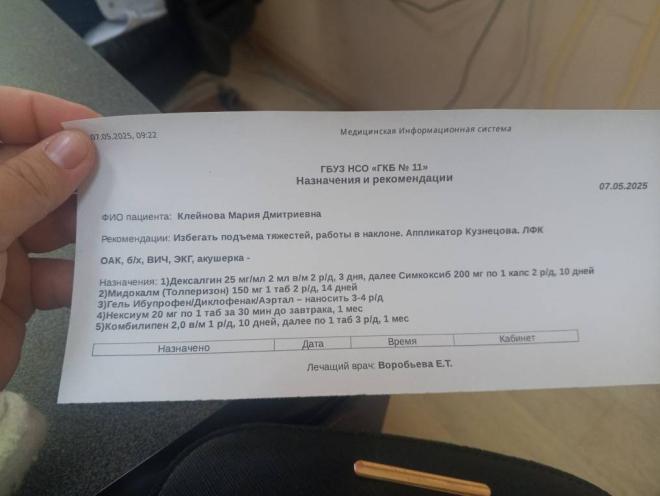 07.05.2025, 09:22
Медицинская Информационная система
ГБУЗ НСО «ГКБ № 11»
Назначения и рекомендации
07.05.2025
ФИО пациента: Клейнова Мария Дмитриевна
Рекомендации: Избегать подъема тяжестей, работы в наклоне. Аппликатор Кузнецова. ЛФК
ОАК, б/х, ВИЧ, ЭКГ, акушерка -
Назначения: 1)Дексалгин 25 мг/мл 2 мл в/м 2 р/д, 3 дня, далее Симкоксиб 200 мг по 1 капс 2 р/д, 10 дней
2)Мидокалм (Толперизон) 150 мг 1 таб 2 р/д, 14 дней
3)Гель Ибупрофен/Диклофенак/Аэртал – наносить 3-4 р/д
4)Нексиум 20 мг по 1 таб за 30 мин до завтрака, 1 мес
5)Комбилипен 2,0 в/м 1 р/д, 10 дней, далее по 1 таб 3 р/д, 1 мес
Назначено Дата Время Кабинет
Лечащий врач: Воробьева Е.Т.